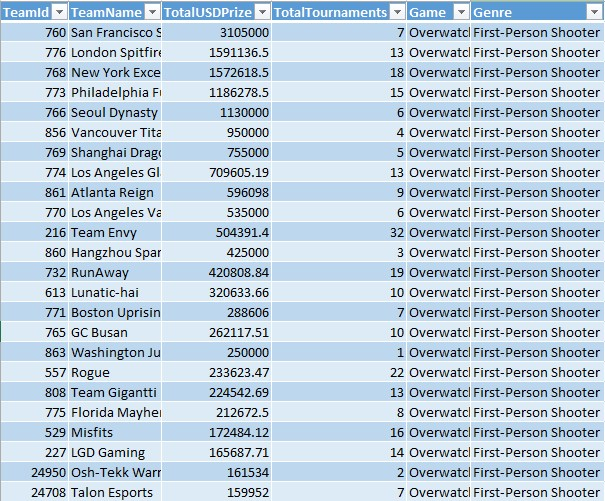 TeamId TeamName TotalUSDPrize TotalTournaments Game Genre
760 San Francisco S 3105000 7 Overwatc First-Person Shooter
776 London Spitfire 1591136.5 13 Overwatc First-Person Shooter
768 New York Exce 1572618.5 18 Overwatc First-Person Shooter
773 Philadelphia Fu 1186278.5 15 Overwatc First-Person Shooter
766 Seoul Dynasty 1130000 6 Overwatc First-Person Shooter
856 Vancouver Tita 950000 4 Overwatc First-Person Shooter
769 Shanghai Drago 755000 5 Overwatc First-Person Shooter
774 Los Angeles Gl 709605.19 13 Overwatc First-Person Shooter
861 Atlanta Reign 596098 9 Overwatc First-Person Shooter
770 Los Angeles Va 535000 6 Overwatc First-Person Shooter
216 Team Envy 504391.4 32 Overwatc First-Person Shooter
860 Hangzhou Spar 425000 3 Overwatc First-Person Shooter
732 RunAway 420808.84 19 Overwatc First-Person Shooter
613 Lunatic-hai 320633.66 10 Overwatc First-Person Shooter
771 Boston Uprisin 288606 7 Overwatc First-Person Shooter
765 GC Busan 262117.51 10 Overwatc First-Person Shooter
863 Washington Ju 250000 1 Overwatc First-Person Shooter
557 Rogue 233623.47 22 Overwatc First-Person Shooter
808 Team Gigantti 224542.69 13 Overwatc First-Person Shooter
775 Florida Mayhe 212672.5 8 Overwatc First-Person Shooter
529 Misfits 172484.12 16 Overwatc First-Person Shooter
227 LGD Gaming 165687.71 14 Overwatc First-Person Shooter
24950 Osh-Tekk Warr 161534 2 Overwatc First-Person Shooter
24708 Talon Esports 159952 7 Overwatc First-Person Shooter